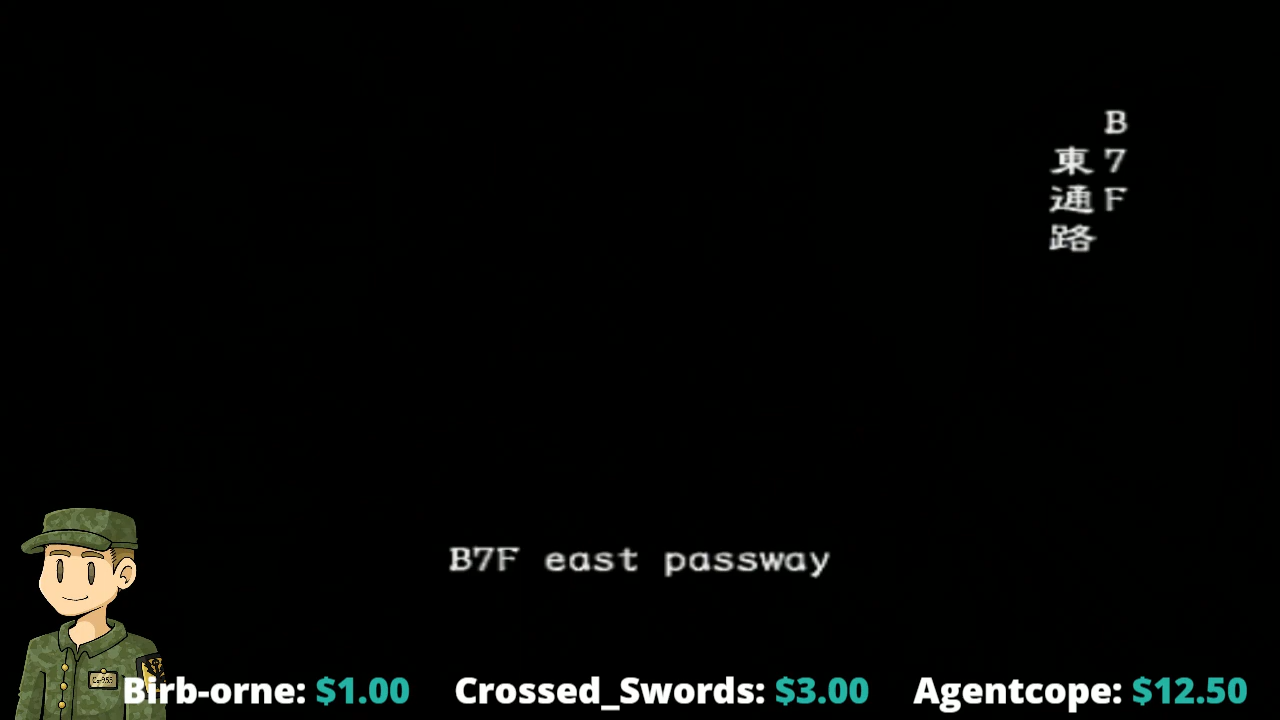 B7F
東通路
B7F east passway
Birb-orne: $1.00 Crossed_Swords: $3.00 Agentcope: $12.50